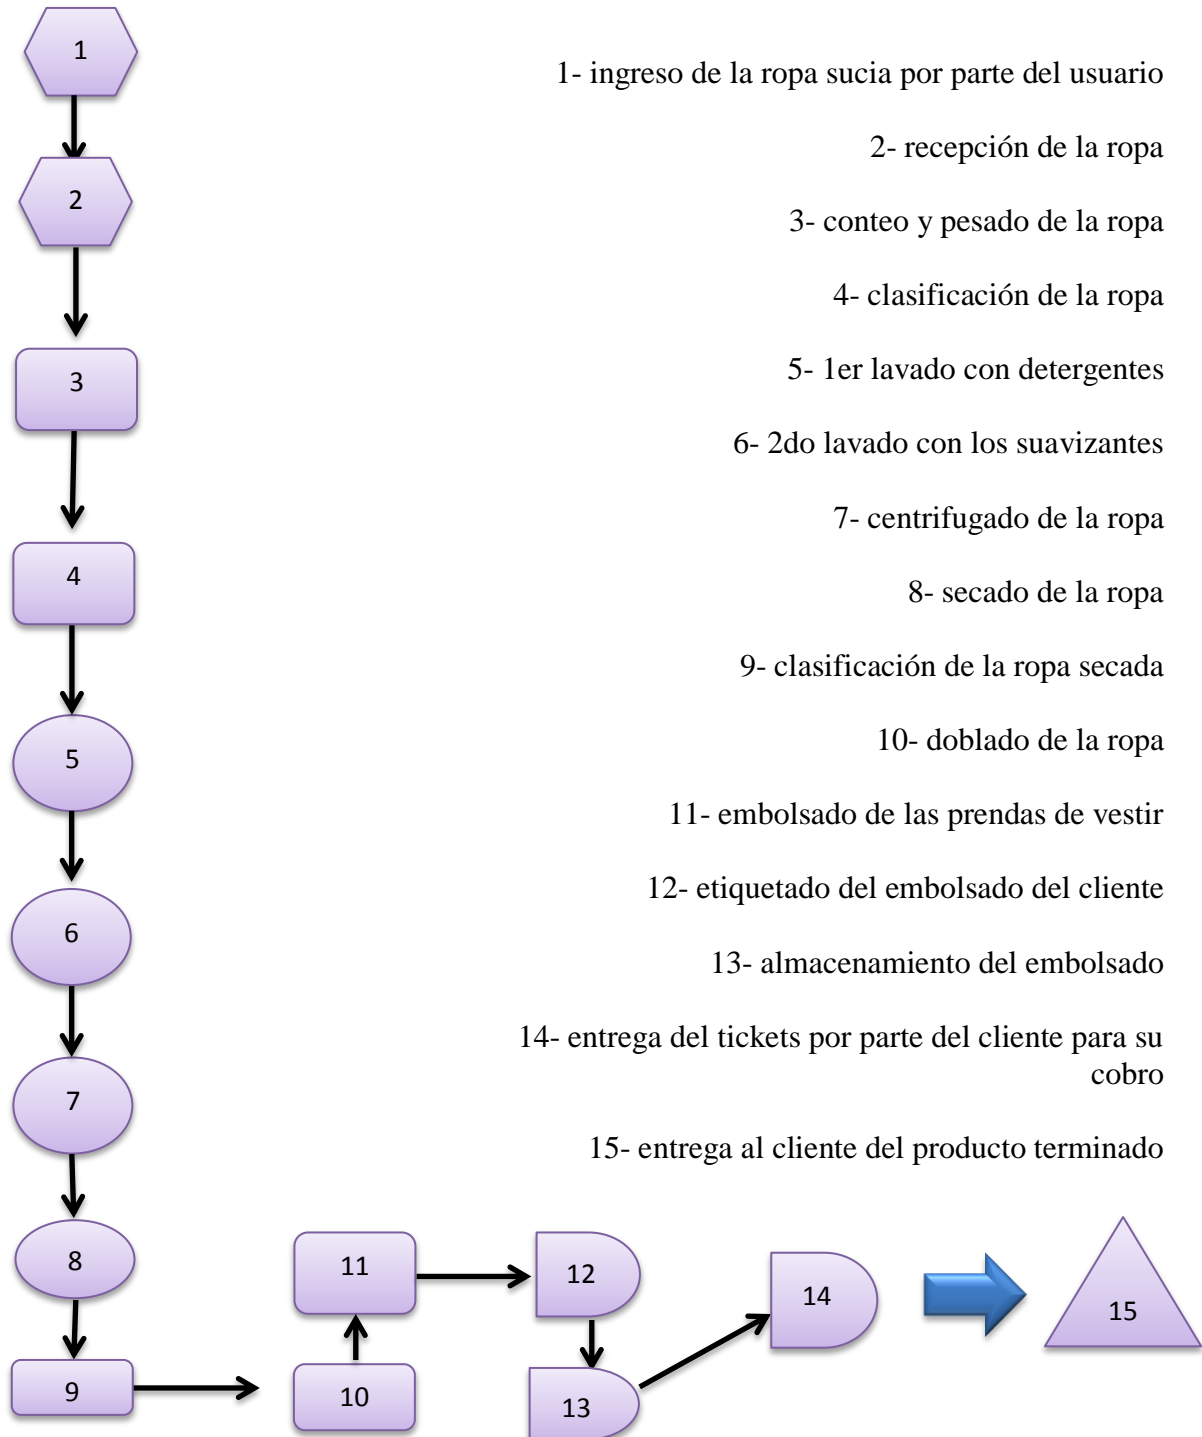 1
1- ingreso de la ropa sucia por parte del usuario
2- recepción de la ropa
2
3- conteo y pesado de la ropa
4- clasificación de la ropa
3
5- 1er lavado con detergentes
6- 2do lavado con los suavizantes
7- centrifugado de la ropa
4
8- secado de la ropa
9- clasificación de la ropa secada
10- doblado de la ropa
5
11- embolsado de las prendas de vestir
12- etiquetado del embolsado del cliente
6
13- almacenamiento del embolsado
14- entrega del tickets por parte del cliente para su
cobro
7
15- entrega al cliente del producto terminado
8
11
12
14
15
9
10
13